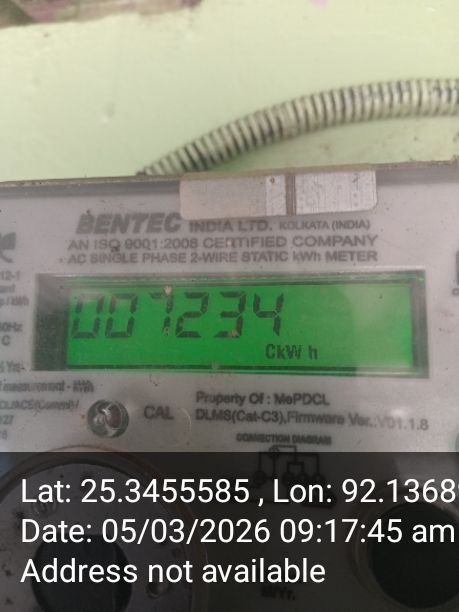 BENTEC INDIA LTD. KOLKATA (INDIA)
AN ISO 9001:2008 CERTIFIED COMPANY
AC SINGLE PHASE 2-WIRE STATIC kWh METER
007234
CkWh
Property Of : MePDCL
CAL
DLMS(Cat-C3),Firmware Ver.:V01.1.8
CONNECTION DIAGRAM
Lat: 25.3455585 , Lon: 92.1368
Date: 05/03/2026 09:17:45 am
Address not available